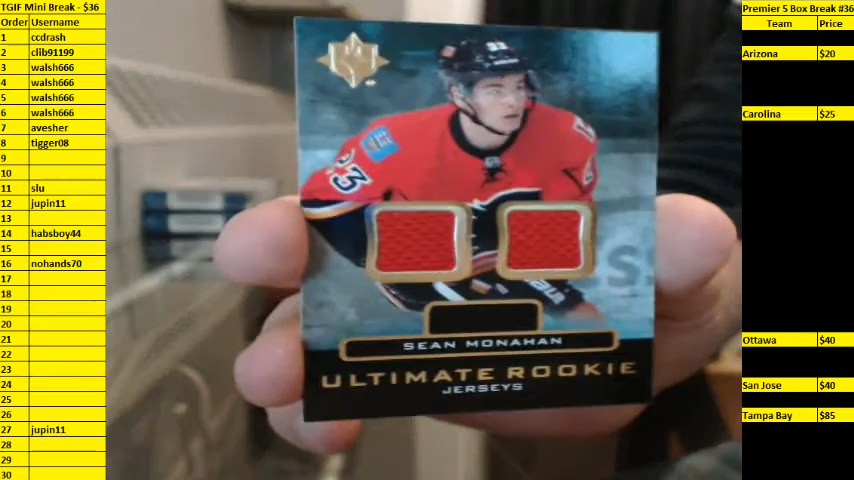 TGIF Mini Break - $36
Order Username
1 ccdrash
2 clib91199
3 walsh666
4 walsh666
5 walsh666
6 walsh666
7 avesher
8 tigger08
9
10
11 slu
12 jupin11
13
14 habsboy44
15
16 nohands70
17
18
19
20
21
22
23
24
25
26
27 jupin11
28
29
30
23
SEAN MONAHAN
ULTIMATE ROOKIE
JERSEYS
Premier 5 Box Break #36
Team Price
Arizona $20
Carolina $25
Ottawa $40
San Jose $40
Tampa Bay $85